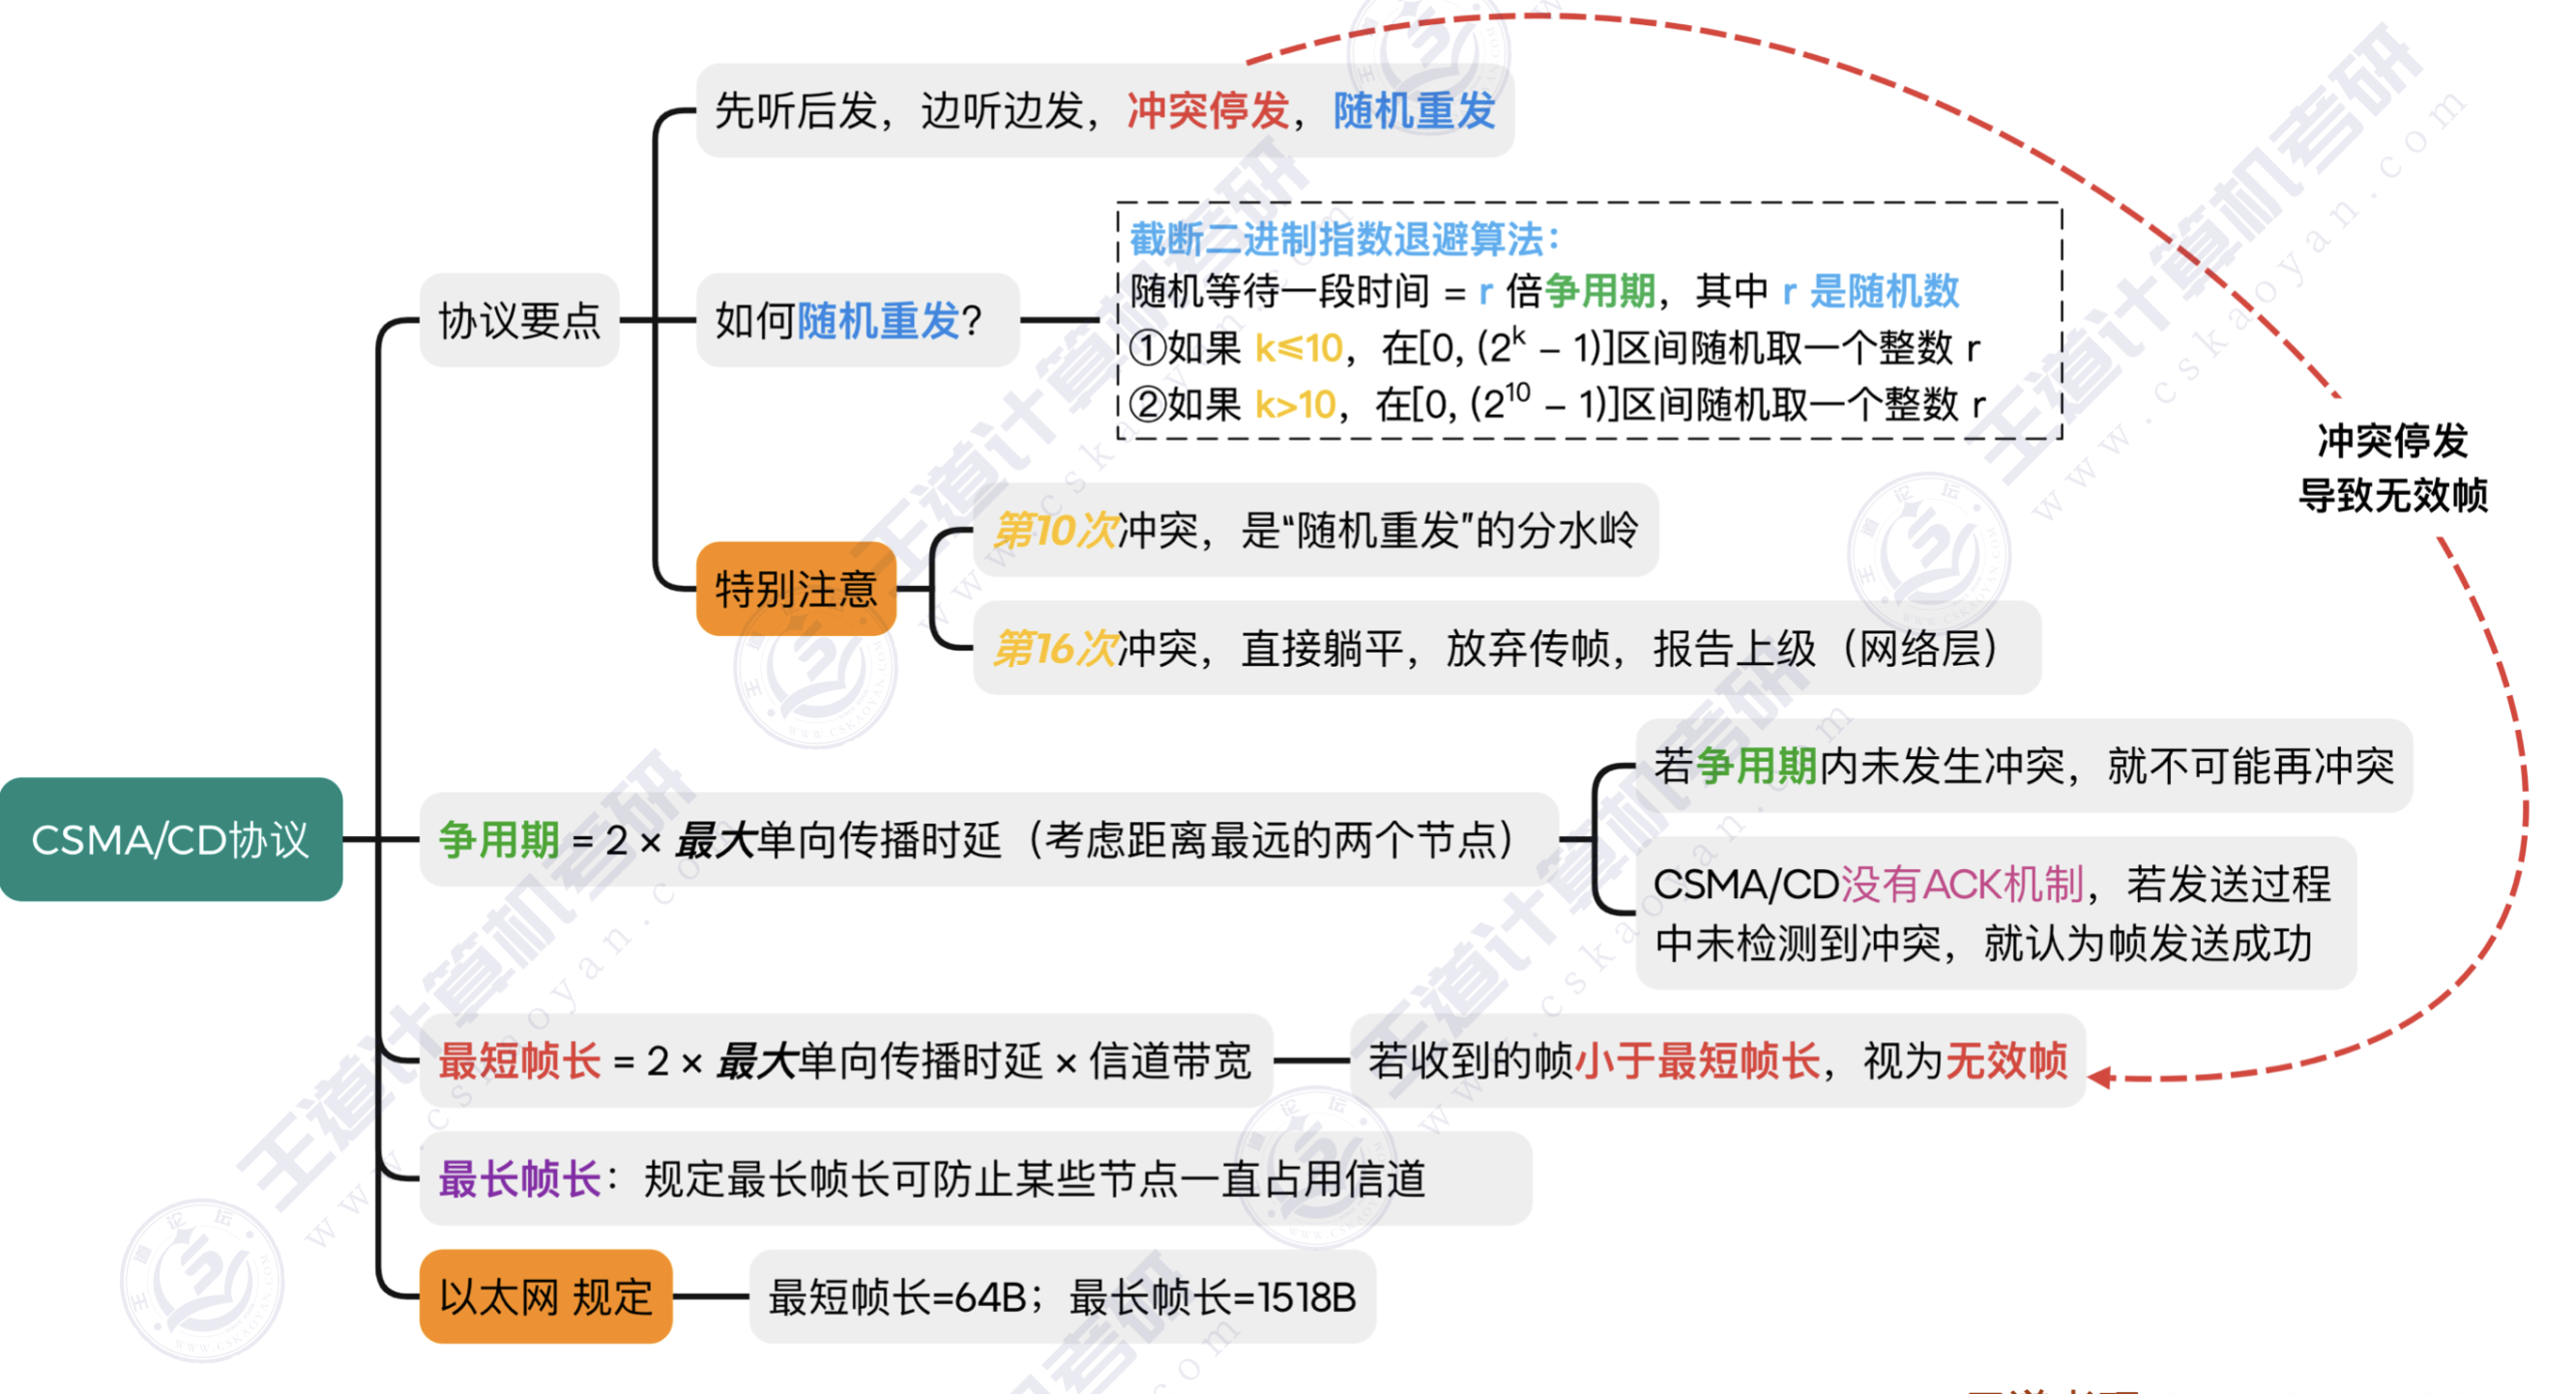 先听后发，边听边发，冲突停发，随机重发
截断二进制指数退避算法：
随机等待一段时间 = r 倍争用期，其中 r 是随机数
①如果 k≤10，在[0, (2^k – 1)]区间随机取一个整数 r
②如果 k>10，在[0, (2^10 – 1)]区间随机取一个整数 r
协议要点
如何随机重发？
冲突停发
导致无效帧
第10次冲突，是“随机重发”的分水岭
特别注意
第16次冲突，直接躺平，放弃传帧，报告上级（网络层）
若争用期内未发生冲突，就不可能再冲突
CSMA/CD协议
争用期 = 2 × 最大单向传播时延（考虑距离最远的两个节点）
CSMA/CD没有ACK机制，若发送过程
中未检测到冲突，就认为帧发送成功
最短帧长 = 2 × 最大单向传播时延 × 信道带宽
若收到的帧小于最短帧长，视为无效帧
最长帧长：规定最长帧长可防止某些节点一直占用信道
以太网 规定
最短帧长=64B；最长帧长=1518B
王道计算机考研
www.cskaoyan.com